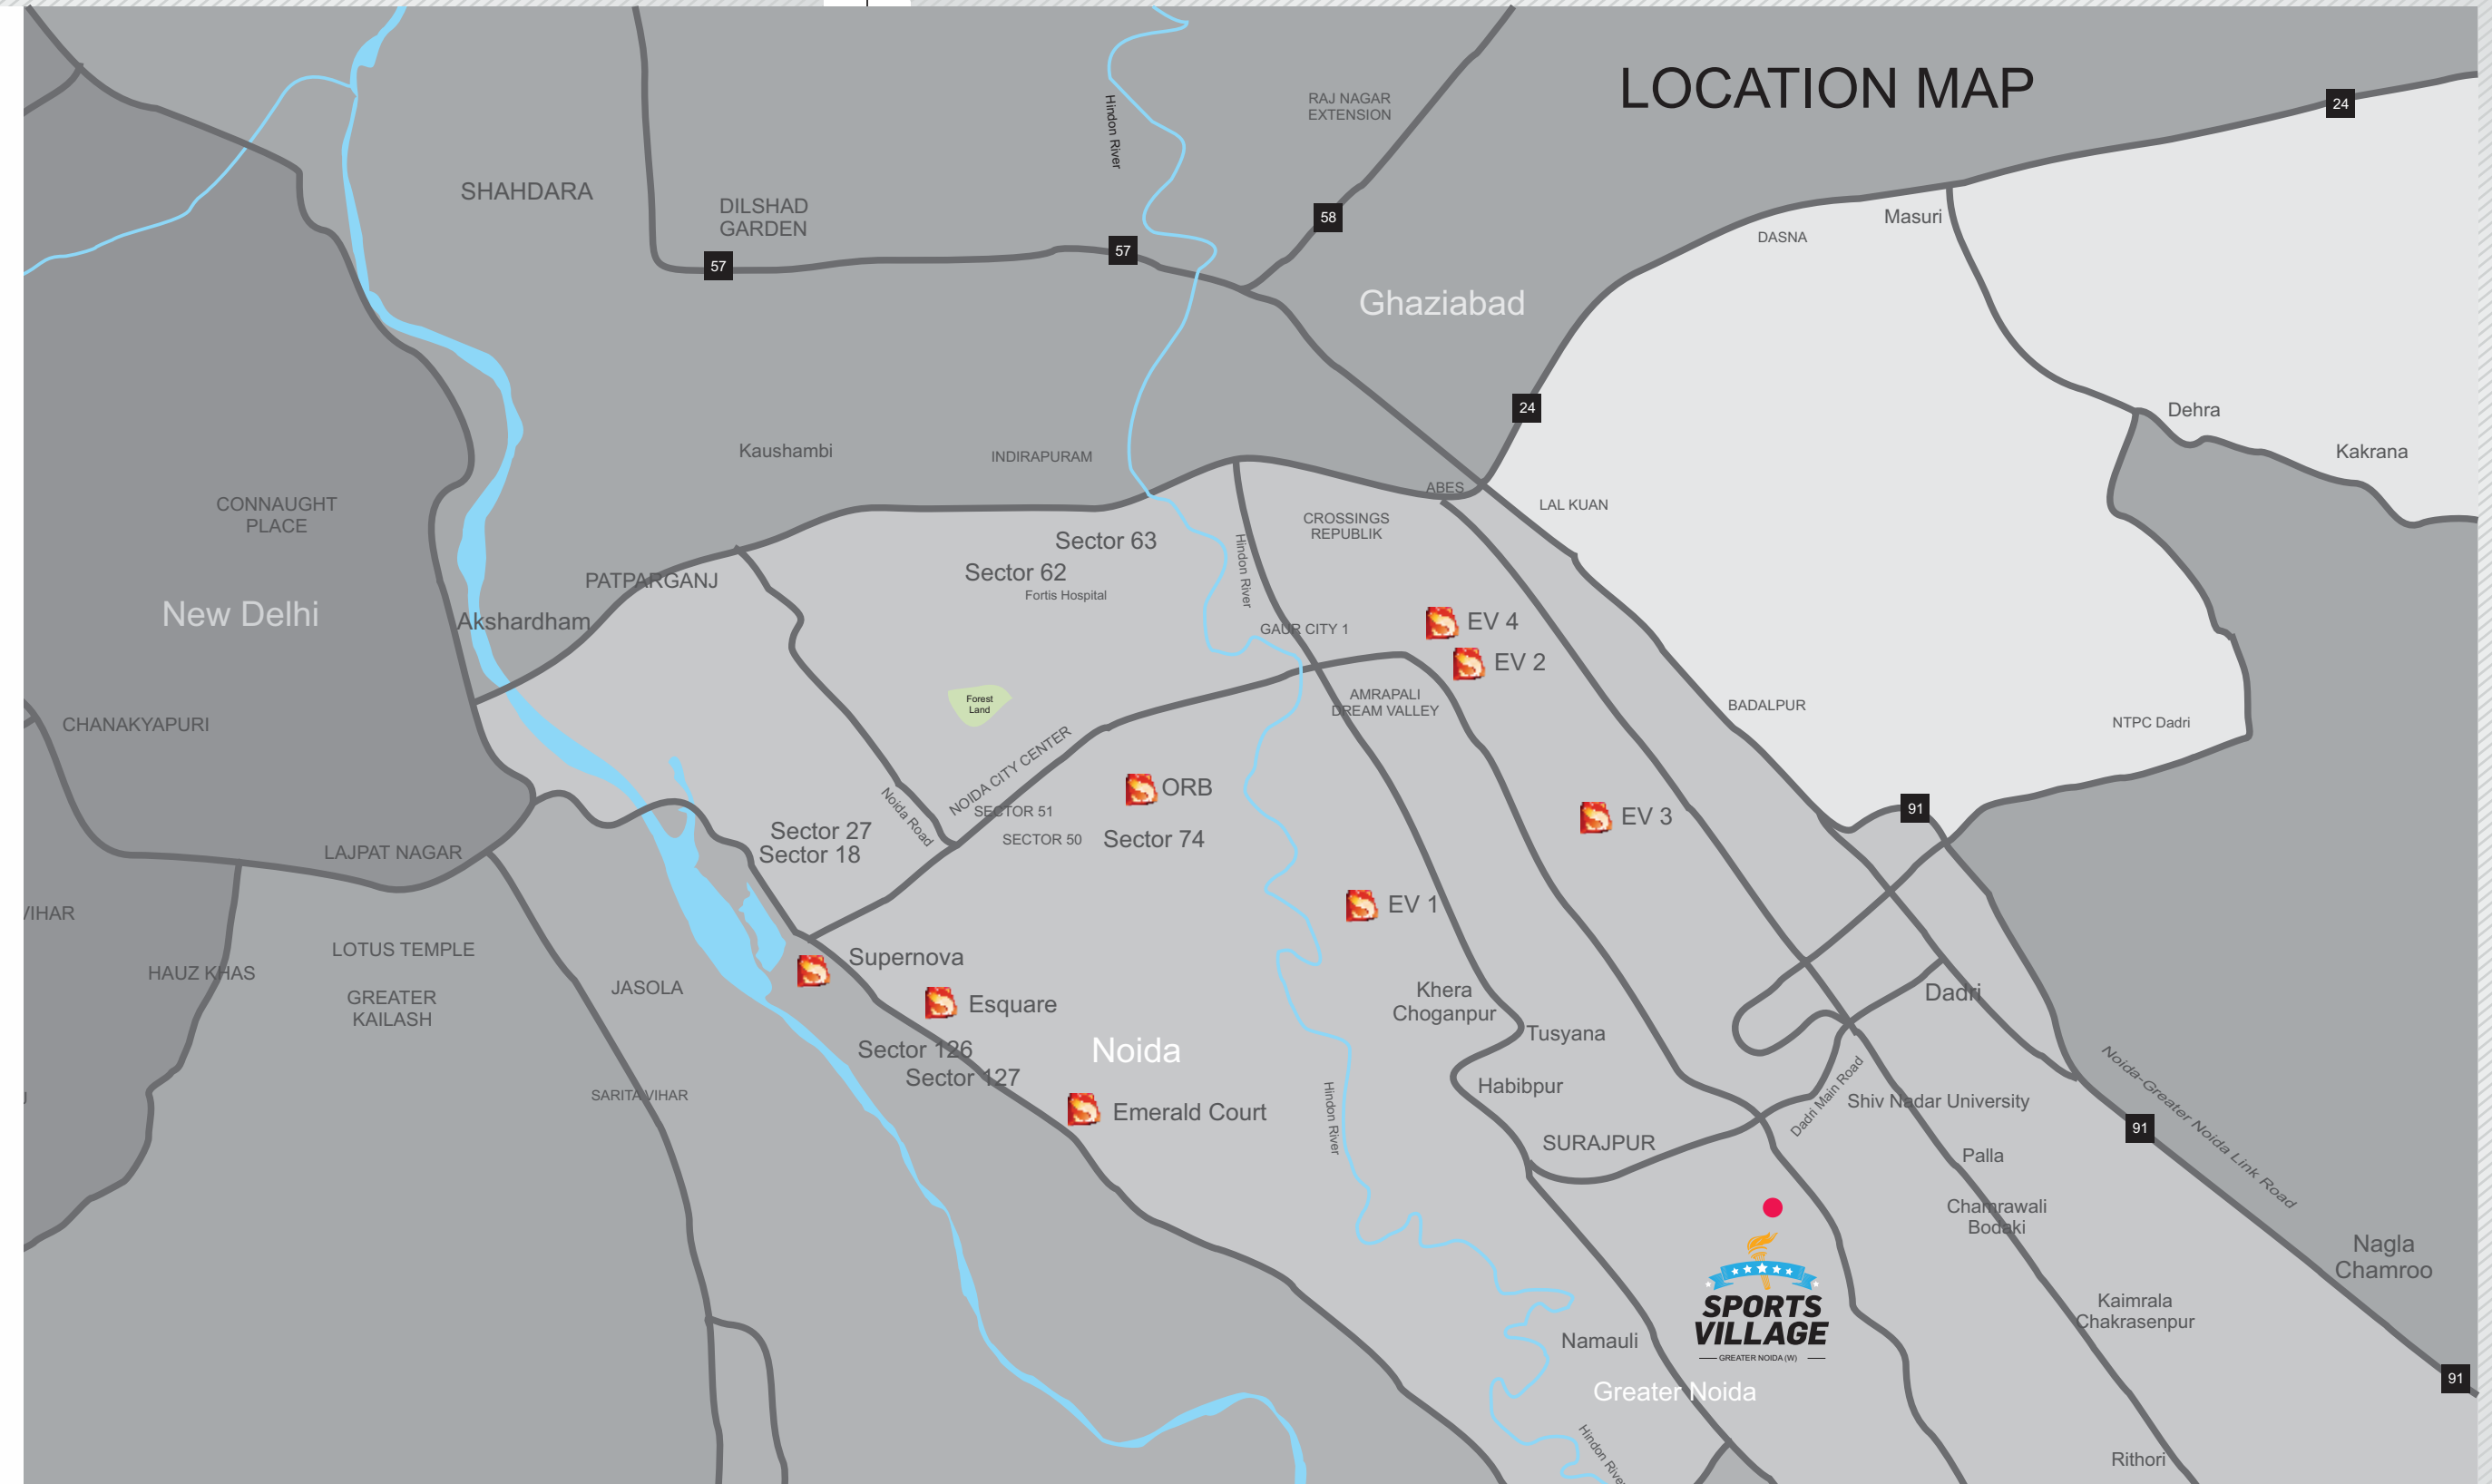 LOCATION MAP
24
RAJ NAGAR
EXTENSION
Hindon River
SHAHDARA
DILSHAD
GARDEN
58
Masuri
DASNA
57
57
Ghaziabad
24
Dehra
Kaushambi
INDIRAPURAM
Kakrana
ABES
LAL KUAN
CONNAUGHT
PLACE
CROSSINGS
REPUBLIK
Sector 63
Sector 62
Fortis Hospital
Hindon River
PATPARGANJ
New Delhi
Akshardham
GAUR CITY 1
EV 4
EV 2
Forest
Land
AMRAPALI
DREAM VALLEY
BADALPUR
NTPC Dadri
CHANAKYAPURI
NOIDA CITY CENTER
Noida Road
ORB
SECTOR 51
EV 3
91
Sector 27
Sector 18
SECTOR 50
Sector 74
LAJPAT NAGAR
EV 1
VIHAR
LOTUS TEMPLE
Supernova
HAUZ KHAS
JASOLA
GREATER
KAILASH
Esquare
Khera
Choganpur
Dadri
Tusyana
Sector 126
Noida
Sector 127
Habibpur
SARITA VIHAR
Emerald Court
Hindon River
Dadri Main Road
Shiv Nadar University
Noida-Greater Noida Link Road
91
SURAJPUR
Palla
Chamrawali
Bodaki
Nagla
Chamroo
SPORTS
VILLAGE
GREATER NOIDA (W)
Kaimrala
Chakrasenpur
Namauli
Greater Noida
91
Hindon River
Rithori